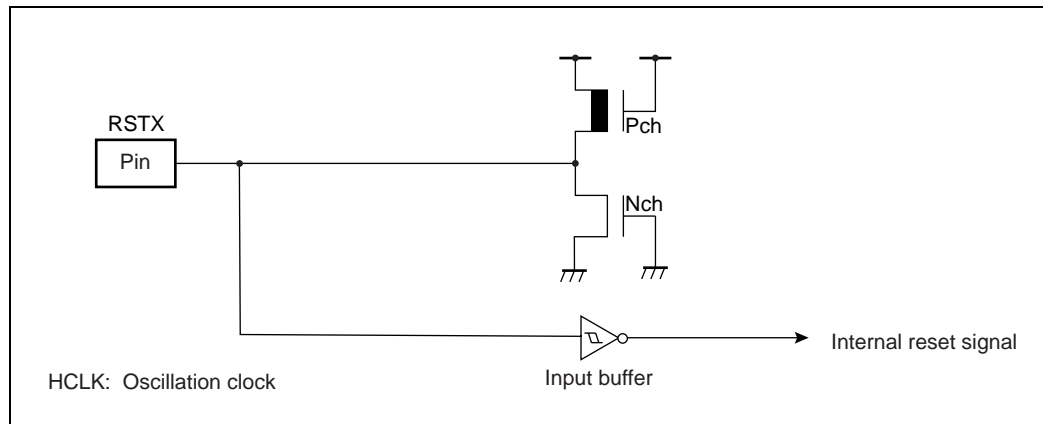 RSTX
Pin
Pch
Nch
Internal reset signal
Input buffer
HCLK: Oscillation clock